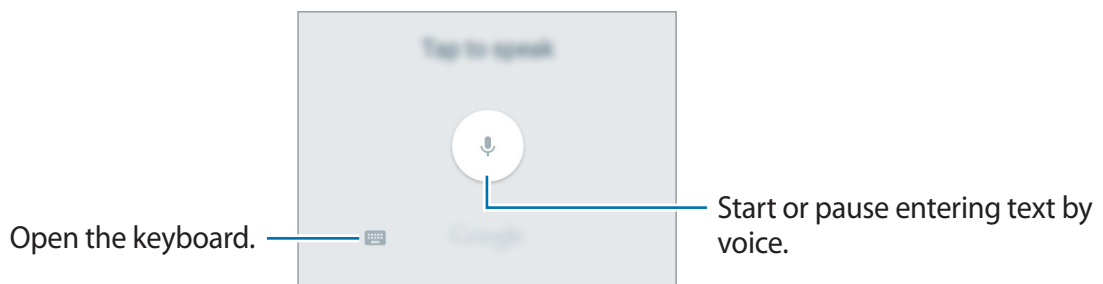 Tap to speak
Open the keyboard.
Google
Start or pause entering text by
voice.